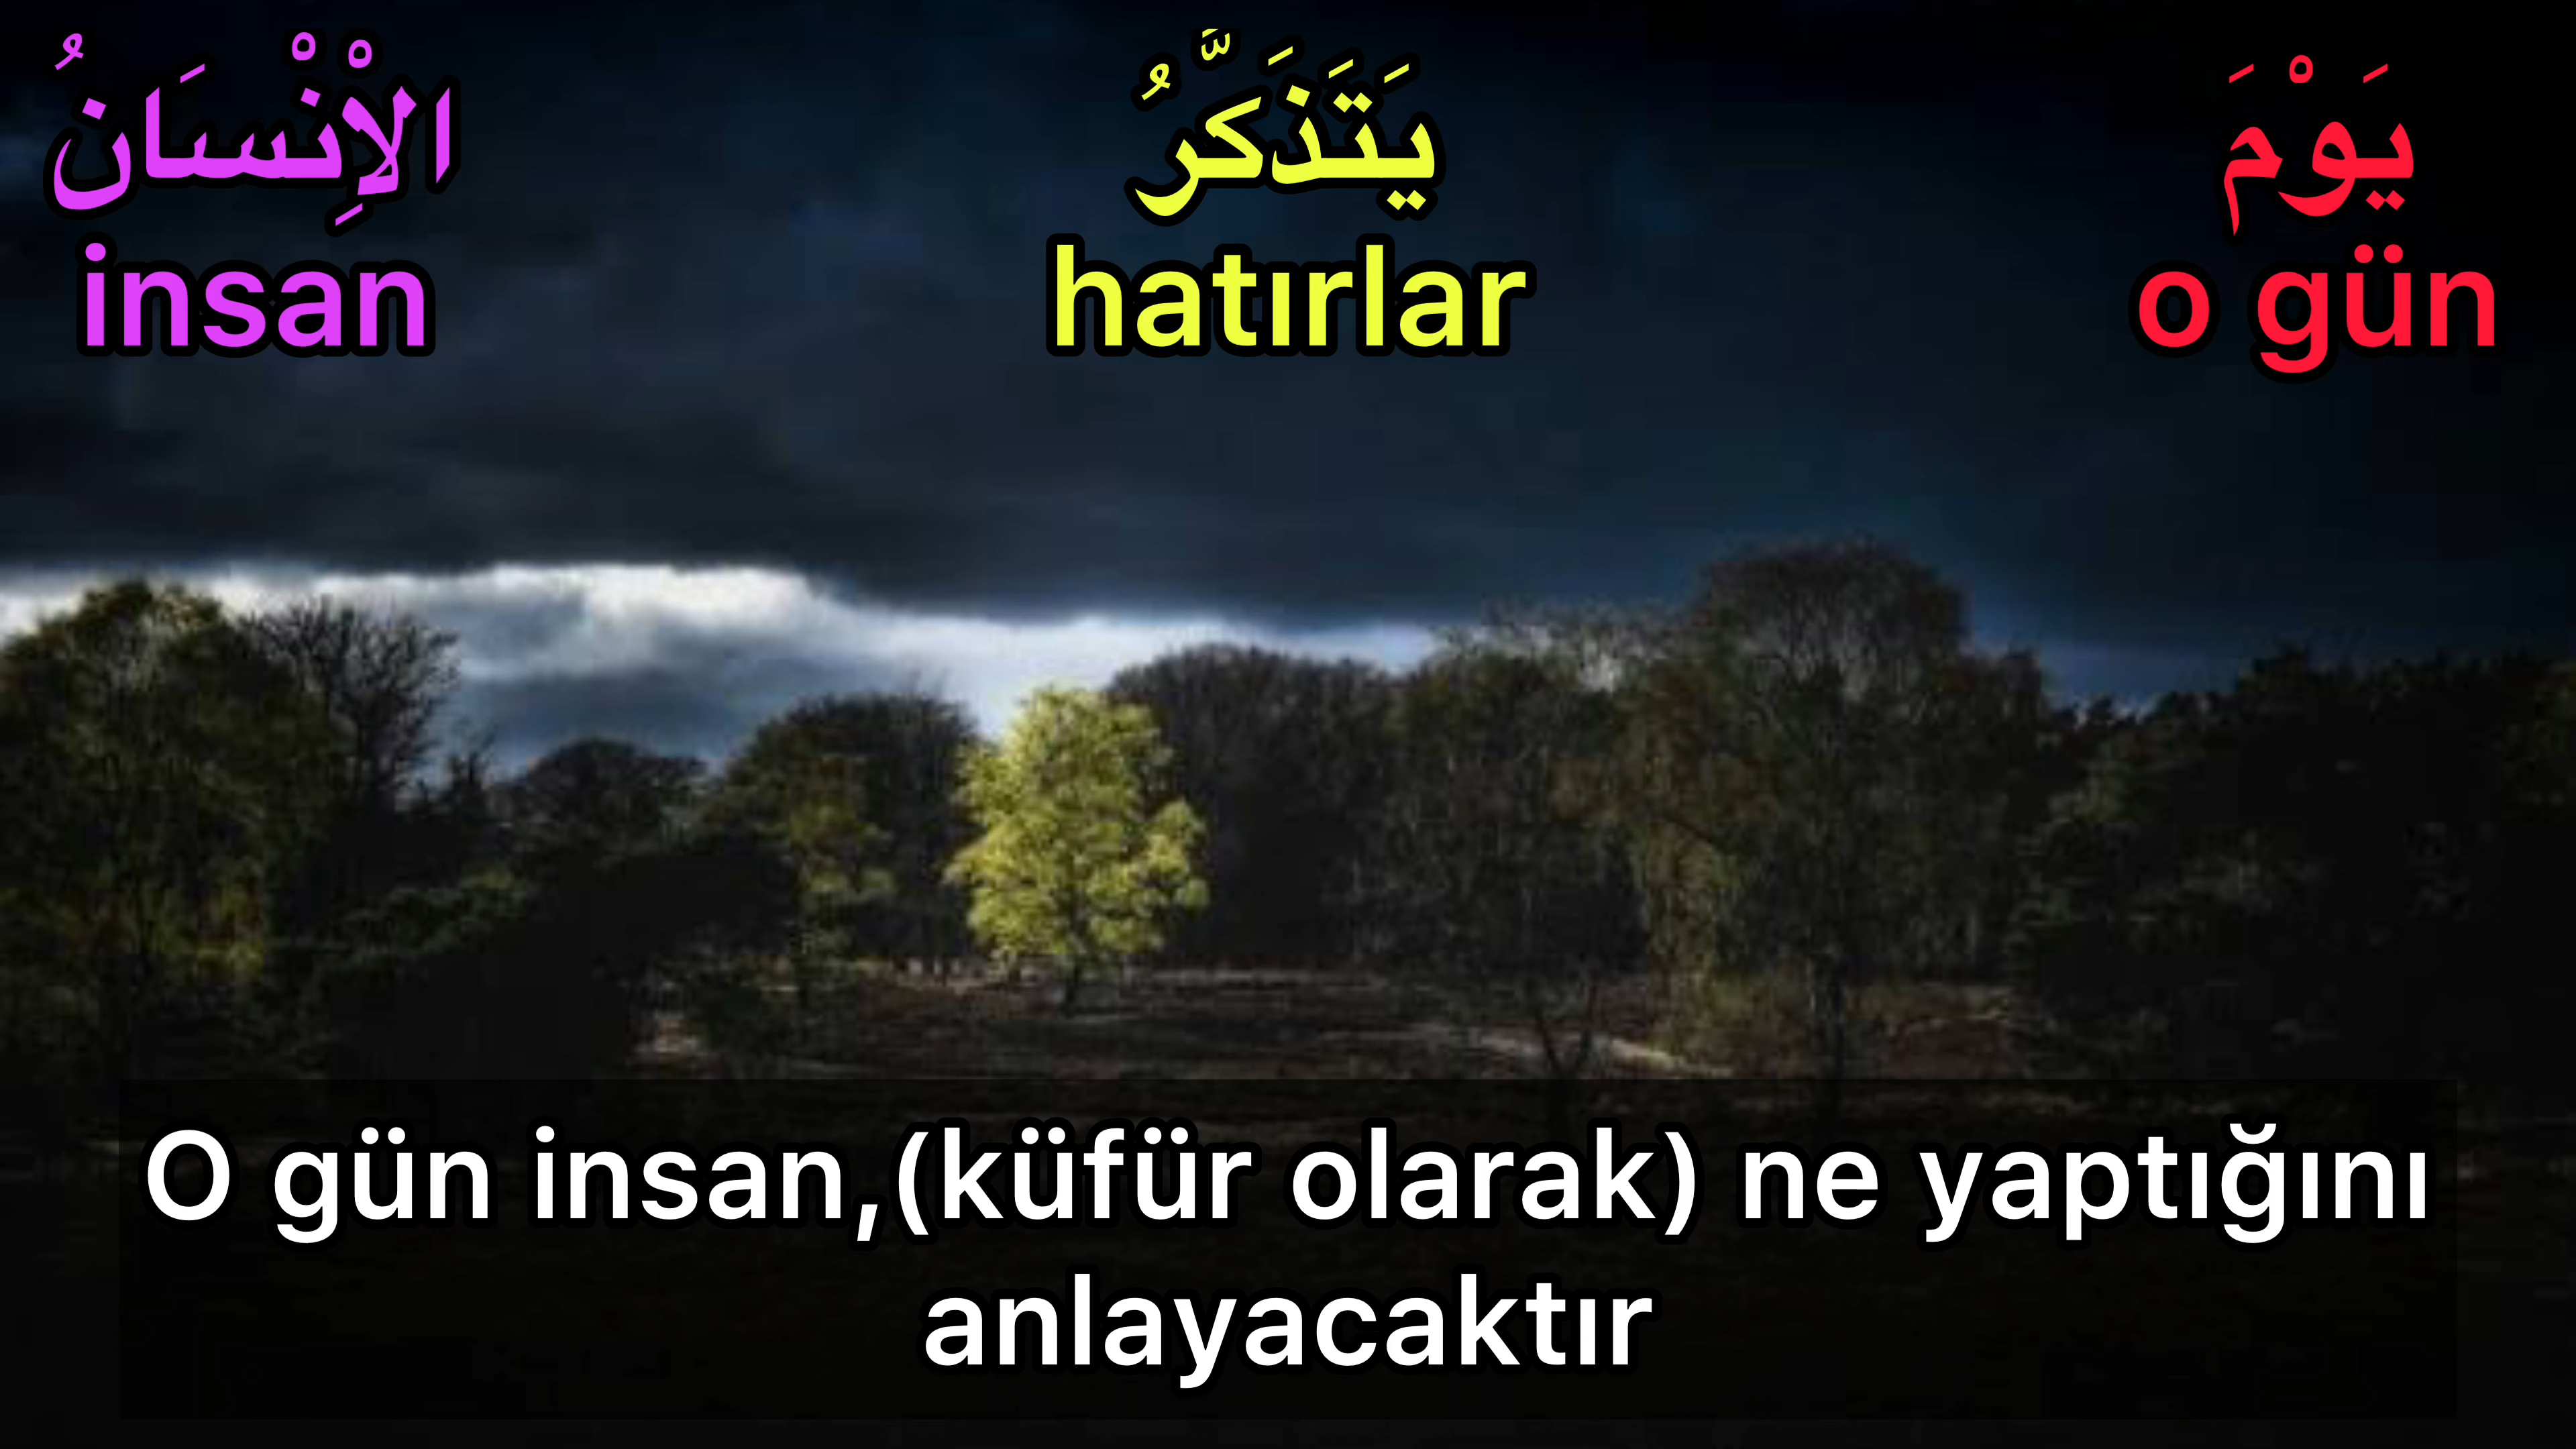 يَوْمَ يَتَذَكَّرُ الْاِنْسَانُ
o gün hatırlar insan
O gün insan,(küfür olarak) ne yaptığını
anlayacaktır